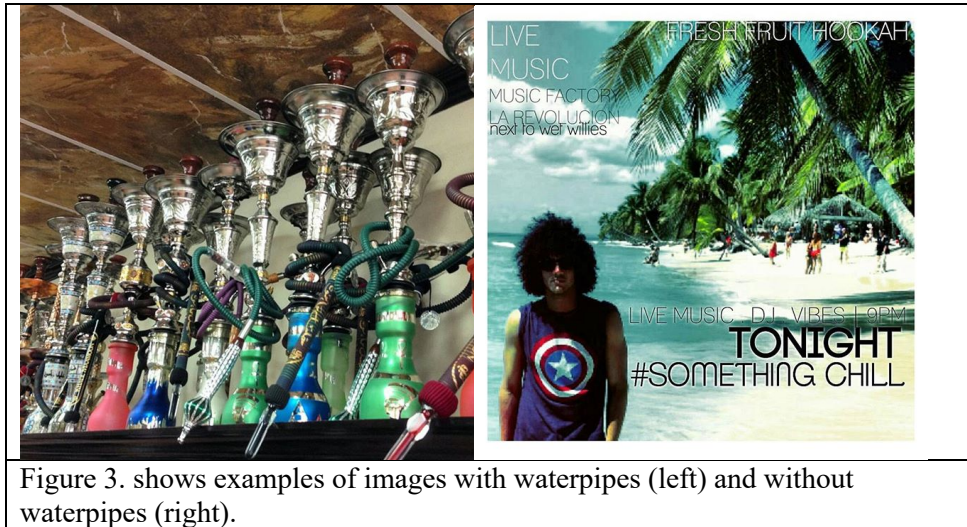 LIVE
MUSIC
MUSIC FACTORY
LA REVOLUCION
next to wet willies
FRESH FRUIT HOOKAH
LIVE MUSIC DJ VIBES | 9PM
TONIGHT
#SOMETHING CHILL
Figure 3. shows examples of images with waterpipes (left) and without
waterpipes (right).